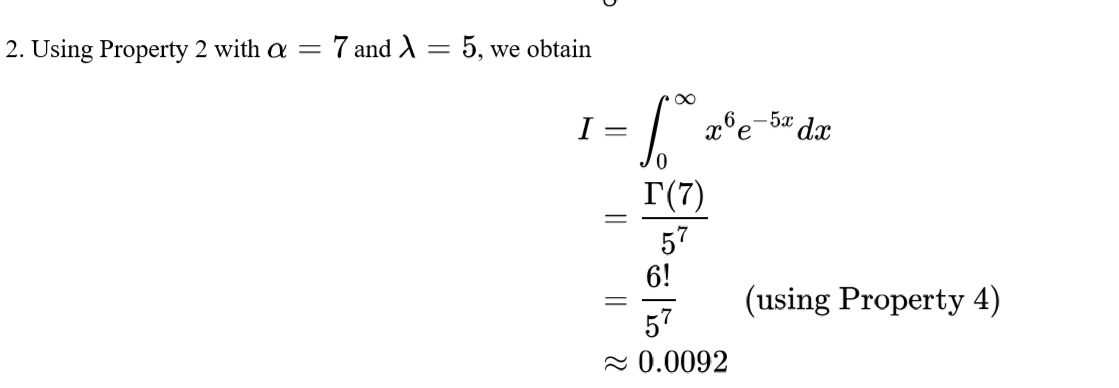 2. Using Property 2 with α = 7 and λ = 5, we obtain
I = ∫₀^∞ x⁶e⁻⁵ˣ dx
= Γ(7)/5⁷
= 6!/5⁷ (using Property 4)
≈ 0.0092